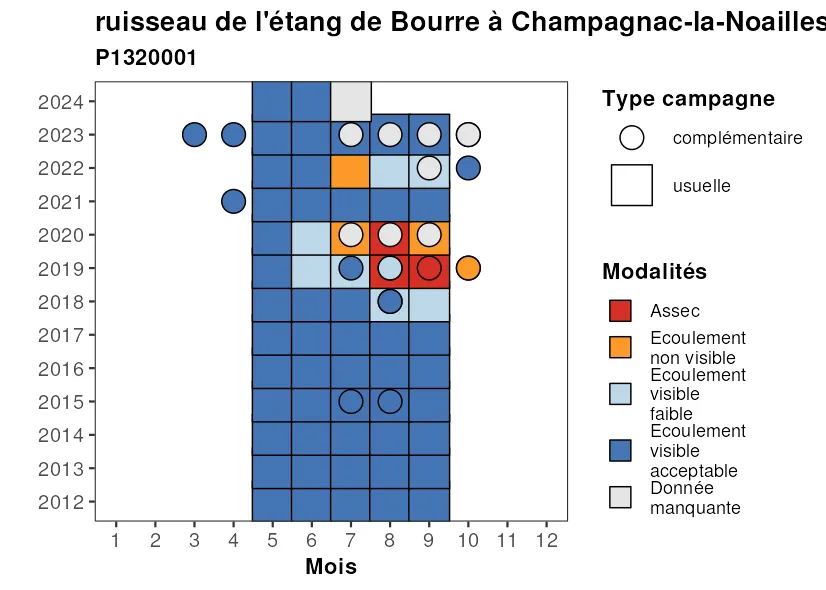 ruisseau de l'étang de Bourre à Champagnac-la-Noailles
P1320001
2024
2023
2022
2021
2020
2019
2018
2017
2016
2015
2014
2013
2012
1 2 3 4 5 6 7 8 9 10 11 12
Mois
Type campagne
complémentaire
usuelle
Modalités
Assec
Ecoulement
non visible
Ecoulement
visible
faible
Ecoulement
visible
acceptable
Donnée
manquante